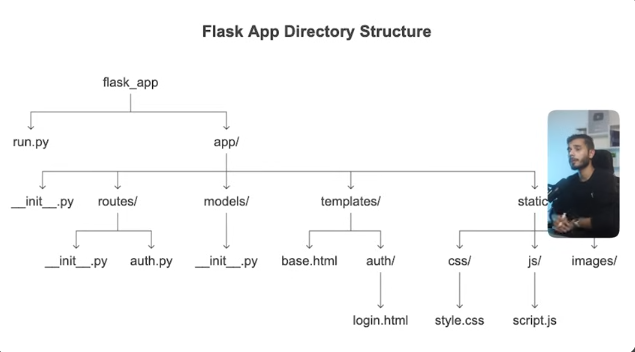 Flask App Directory Structure
flask_app
run.py app/
__init__.py routes/ models/ templates/ static
__init__.py auth.py __init__.py base.html auth/ css/ js/ images/
login.html style.css script.js